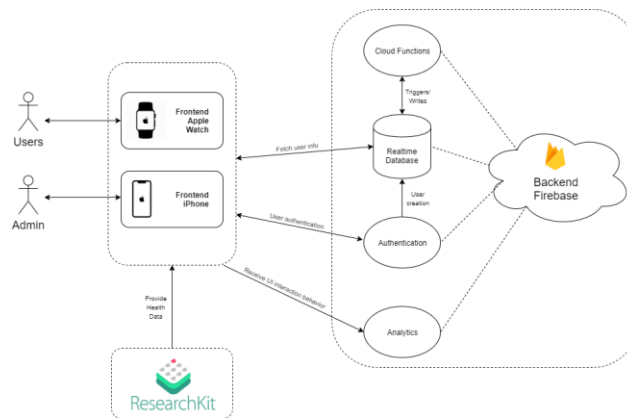 Cloud Functions
Frontend
Apple
Watch
Triggers/
Writes
Users
Fetch user info
Realtime
Database
Backend
Firebase
Frontend
iPhone
User
creation
Admin
User authentication
Authentication
Receive UI interaction behavior
Provide
Health
Data
Analytics
ResearchKit